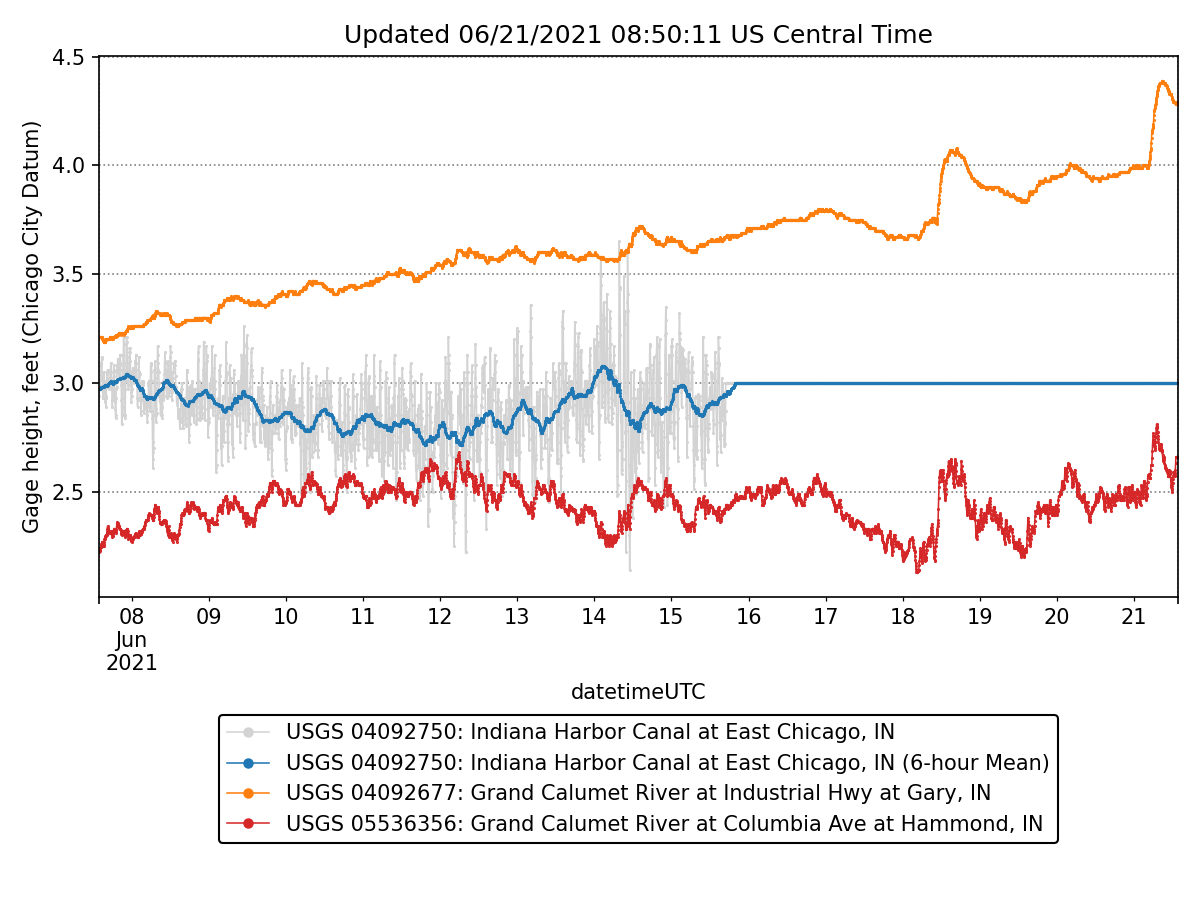 Updated 06/21/2021 08:50:11 US Central Time
Gage height, feet (Chicago City Datum)
4.5
4.0
3.5
3.0
2.5
08 09 10 11 12 13 14 15 16 17 18 19 20 21
Jun
2021
datetimeUTC
USGS 04092750: Indiana Harbor Canal at East Chicago, IN
USGS 04092750: Indiana Harbor Canal at East Chicago, IN (6-hour Mean)
USGS 04092677: Grand Calumet River at Industrial Hwy at Gary, IN
USGS 05536356: Grand Calumet River at Columbia Ave at Hammond, IN